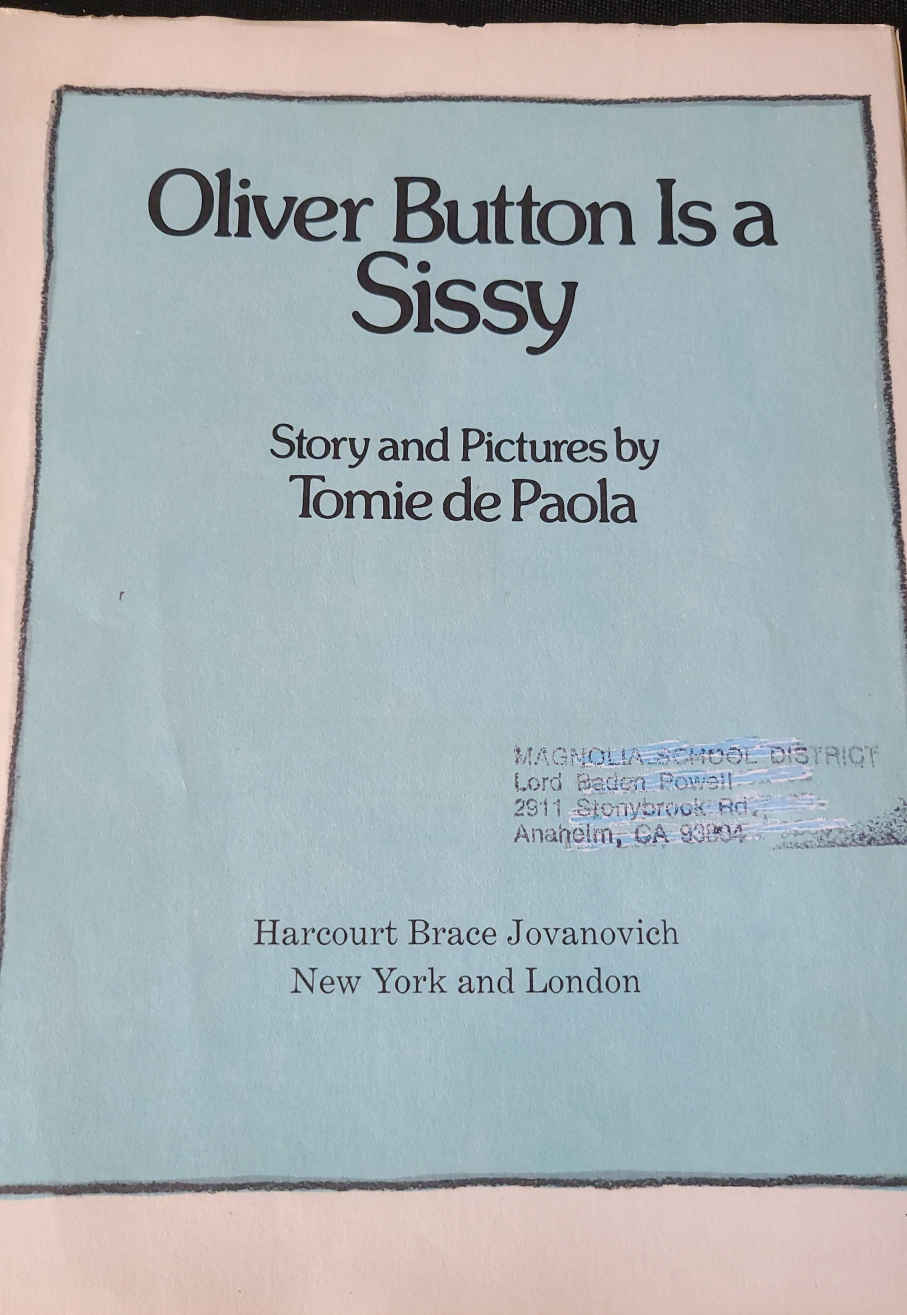 Oliver Button Is a
Sissy
Story and Pictures by
Tomie de Paola
MAGNOLIA SCHOOL DISTRICT
Lord Baden Powell
2911 Stonybrook Rd.,
Anaheim, CA
Harcourt Brace Jovanovich
New York and London